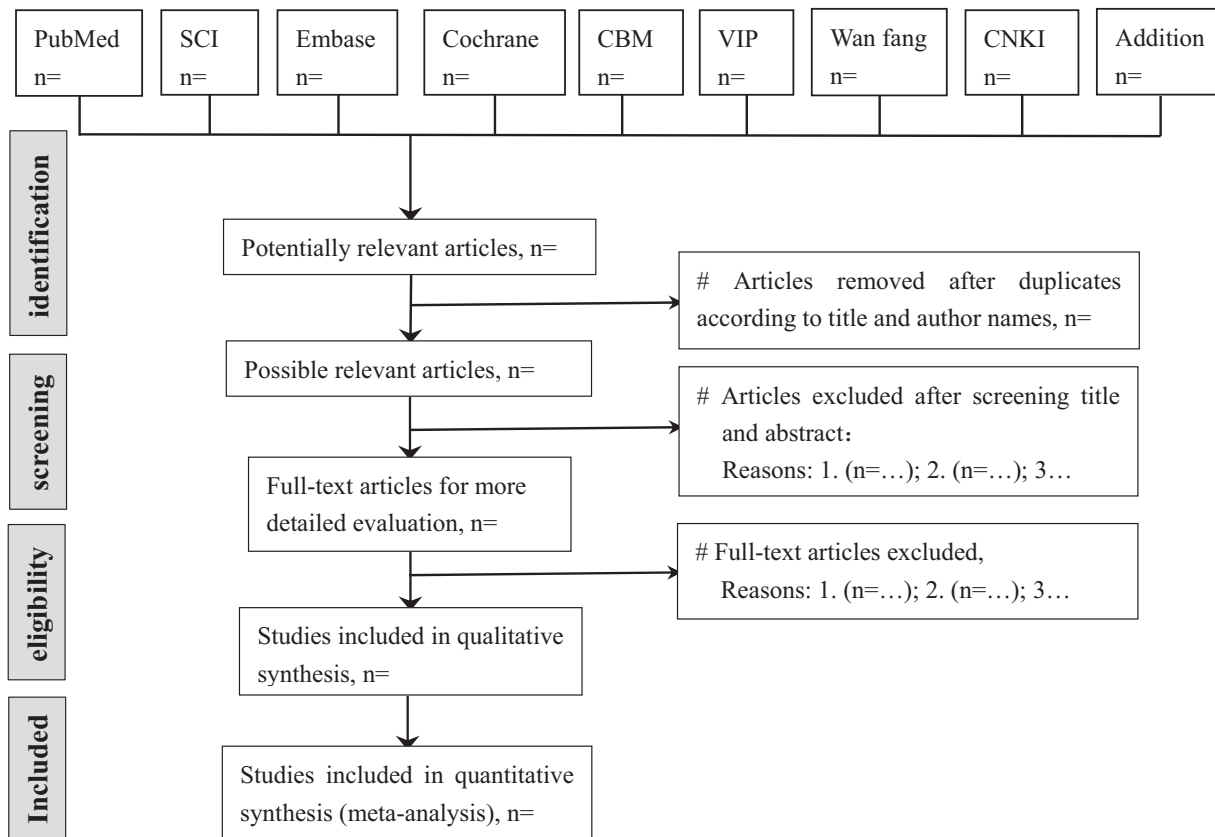 PubMed
n=
SCI
n=
Embase
n=
Cochrane
n=
CBM
n=
VIP
n=
Wan fang
n=
CNKI
n=
Addition
n=
identification
Potentially relevant articles, n=
# Articles removed after duplicates
according to title and author names, n=
Possible relevant articles, n=
screening
# Articles excluded after screening title
and abstract：
Reasons: 1. (n=…); 2. (n=…); 3…
Full-text articles for more
detailed evaluation, n=
eligibility
# Full-text articles excluded,
Reasons: 1. (n=…); 2. (n=…); 3…
Studies included in qualitative
synthesis, n=
Included
Studies included in quantitative
synthesis (meta-analysis), n=